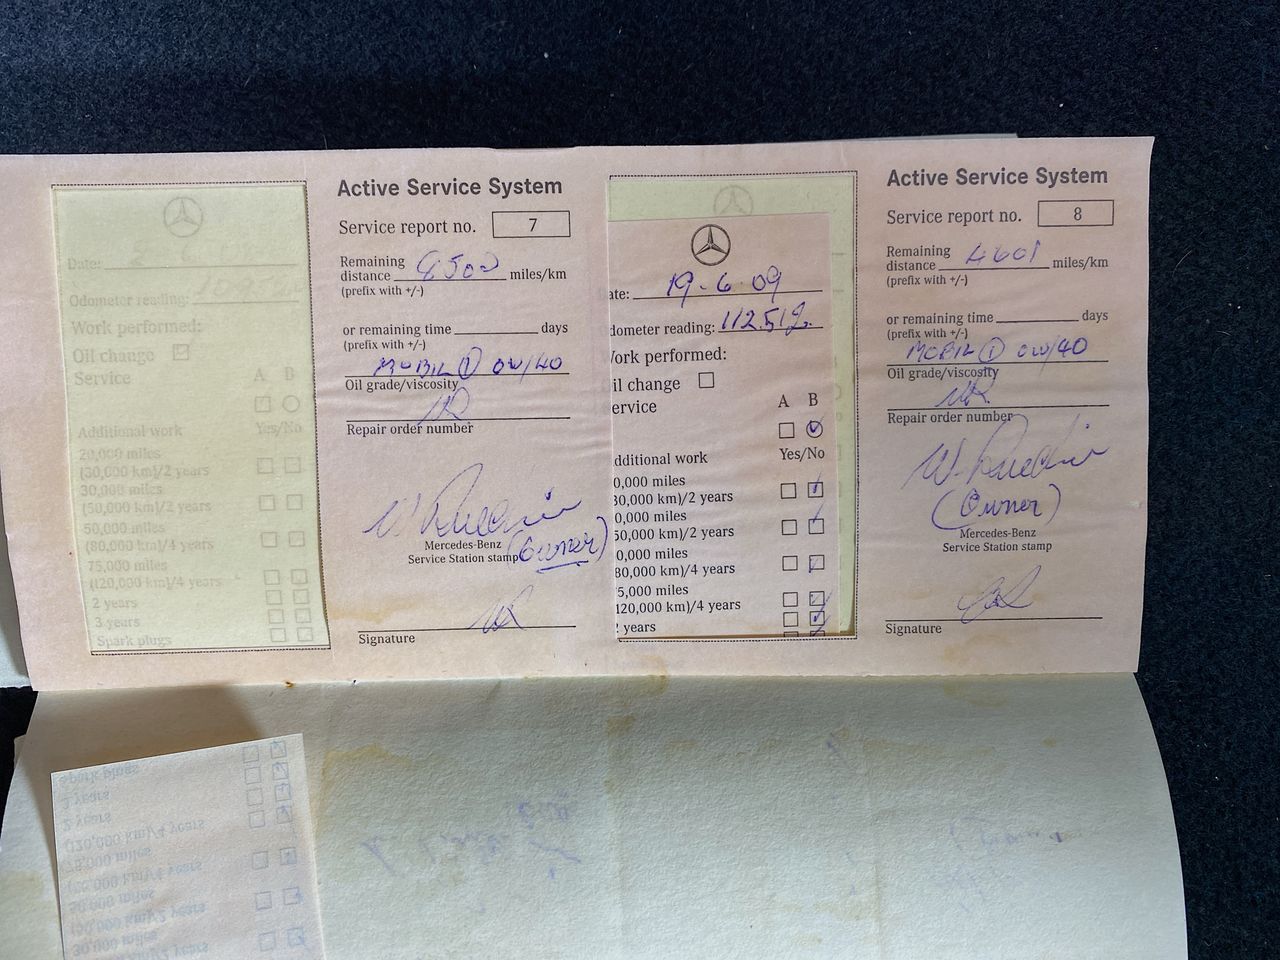 Date:
Odometer reading:
Work performed:
Oil change
Service
A B
Additional work Yes/No
20,000 miles
(30,000 km)/2 years
30,000 miles
(50,000 km)/2 years
50,000 miles
(80,000 km)/4 years
75,000 miles
(120,000 km)/4 years
2 years
3 years
Spark plugs
Active Service System
Service report no. 7
Remaining
distance 9500 miles/km
(prefix with +/-)
or remaining time days
(prefix with +/-)
MOBIL 1 0W/40
Oil grade/viscosity
Repair order number
Mercedes-Benz
Service Station stamp (Owner)
Signature
ate: 19-6-09
dometer reading: 112.512
ork performed:
il change
ervice
A B
dditional work Yes/No
0,000 miles
30,000 km)/2 years
0,000 miles
50,000 km)/2 years
0,000 miles
80,000 km)/4 years
5,000 miles
120,000 km)/4 years
years
Active Service System
Service report no. 8
Remaining
distance 4601 miles/km
(prefix with +/-)
or remaining time days
(prefix with +/-)
MOBIL 1 0W/40
Oil grade/viscosity
Repair order number
(Owner)
Mercedes-Benz
Service Station stamp
Signature